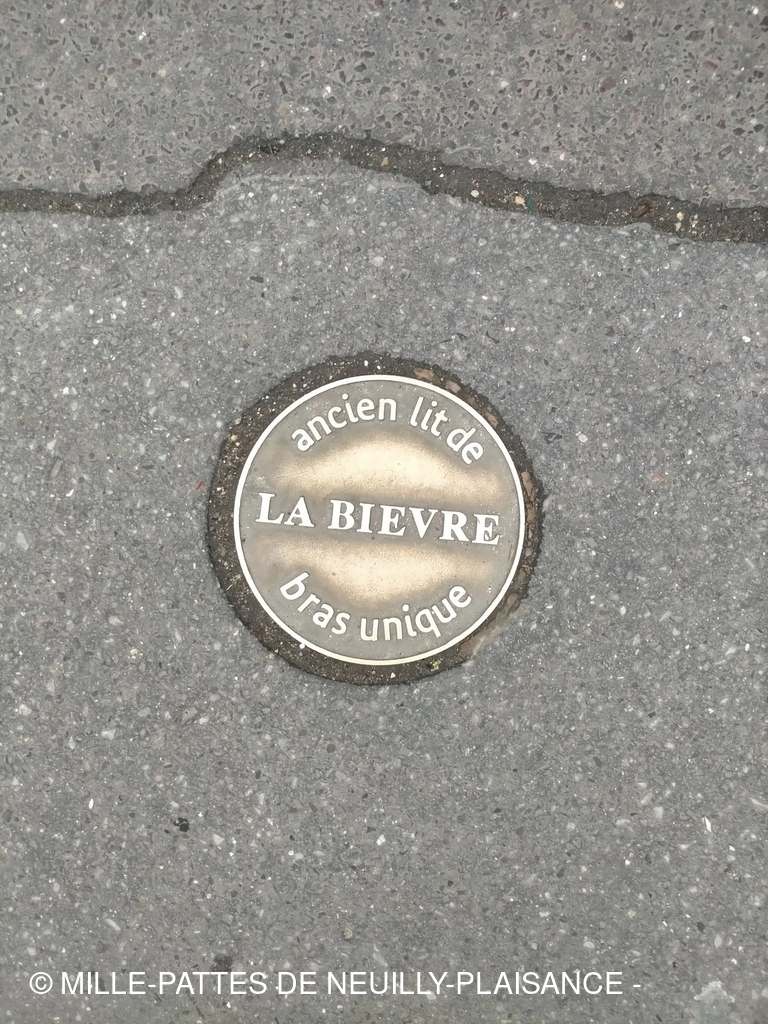 ancien lit de
LA BIEVRE
bras unique
© MILLE-PATTES DE NEUILLY-PLAISANCE -